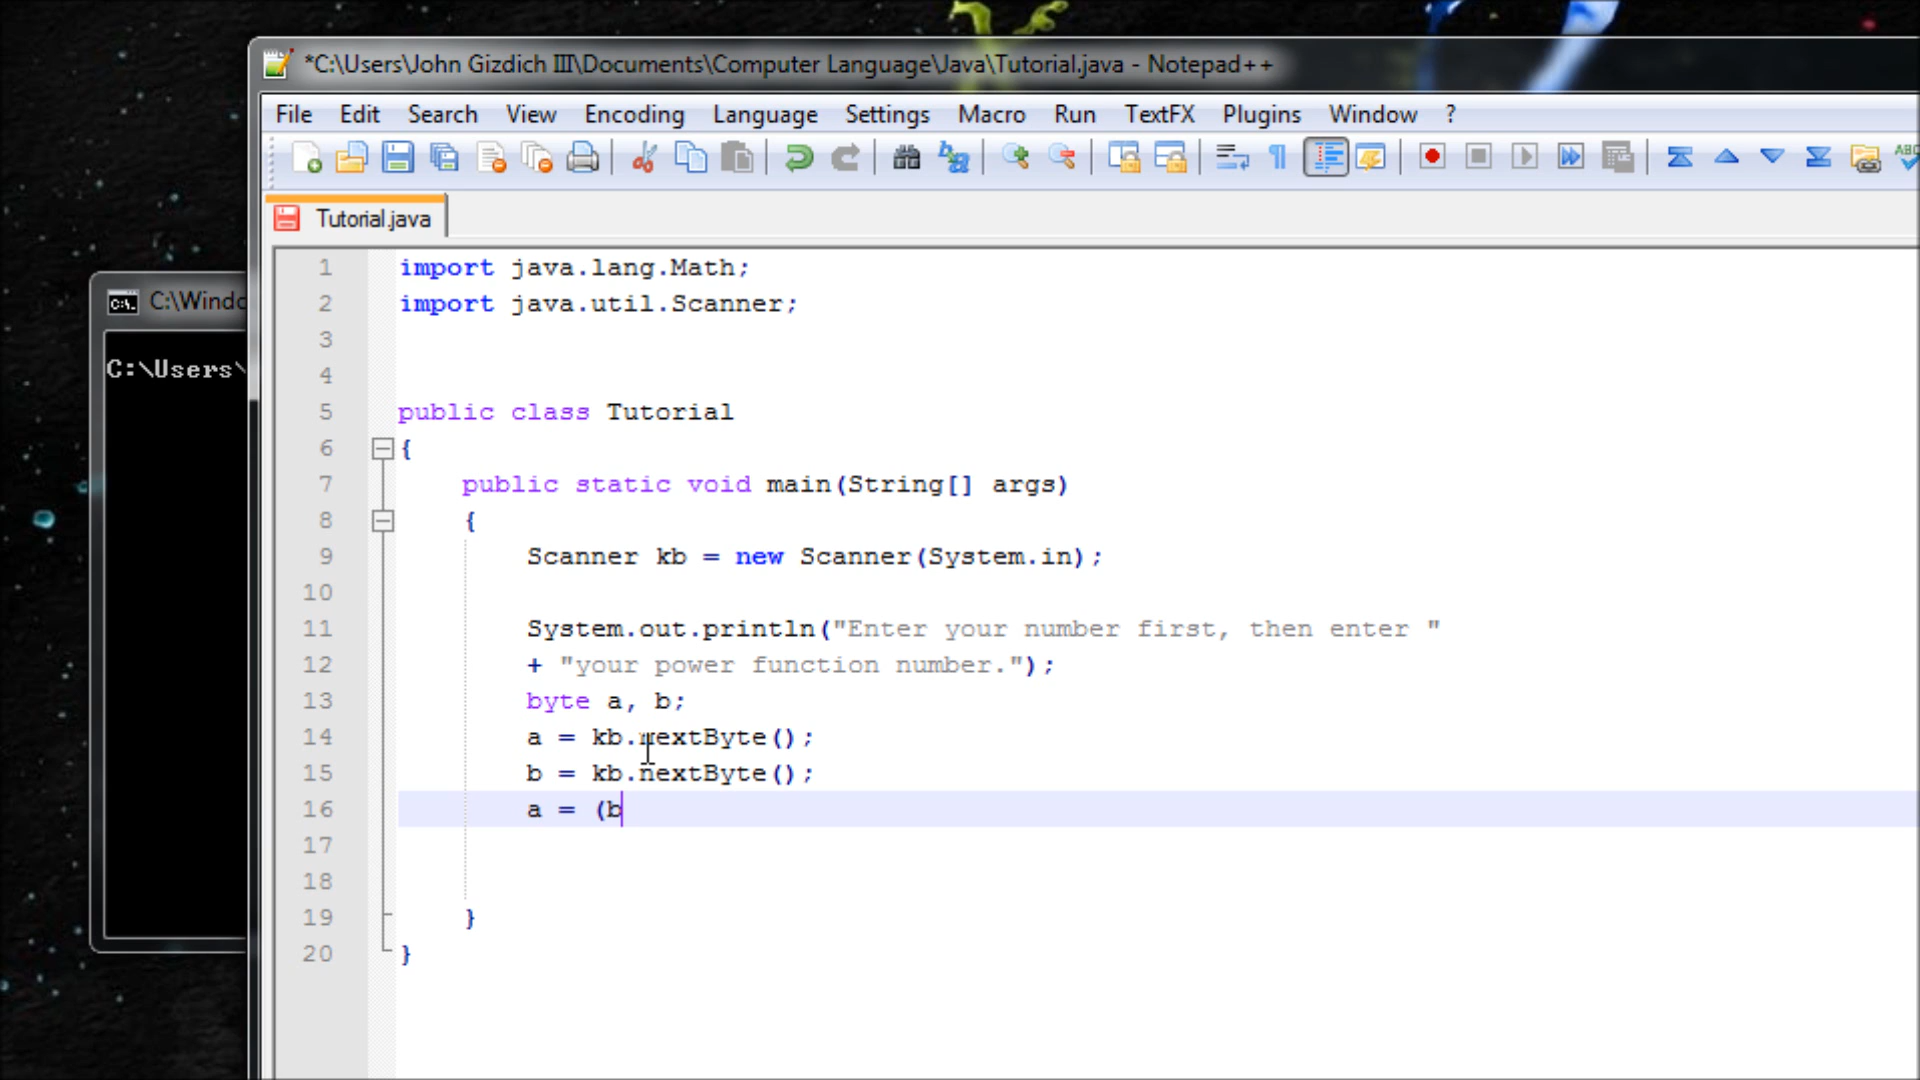 *C:\Users\John Gizdich III\Documents\Computer Language\Java\Tutorial.java - Notepad++
File Edit Search View Encoding Language Settings Macro Run TextFX Plugins Window ?
ABC
Tutorial.java
C:\Windo
C:\Users\
1 import java.lang.Math;
2 import java.util.Scanner;
3
4
5 public class Tutorial
6 {
7 public static void main(String[] args)
8 {
9 Scanner kb = new Scanner(System.in);
10
11 System.out.println("Enter your number first, then enter "
12 + "your power function number.");
13 byte a, b;
14 a = kb.nextByte();
15 b = kb.nextByte();
16 a = (b
17
18
19 }
20 }